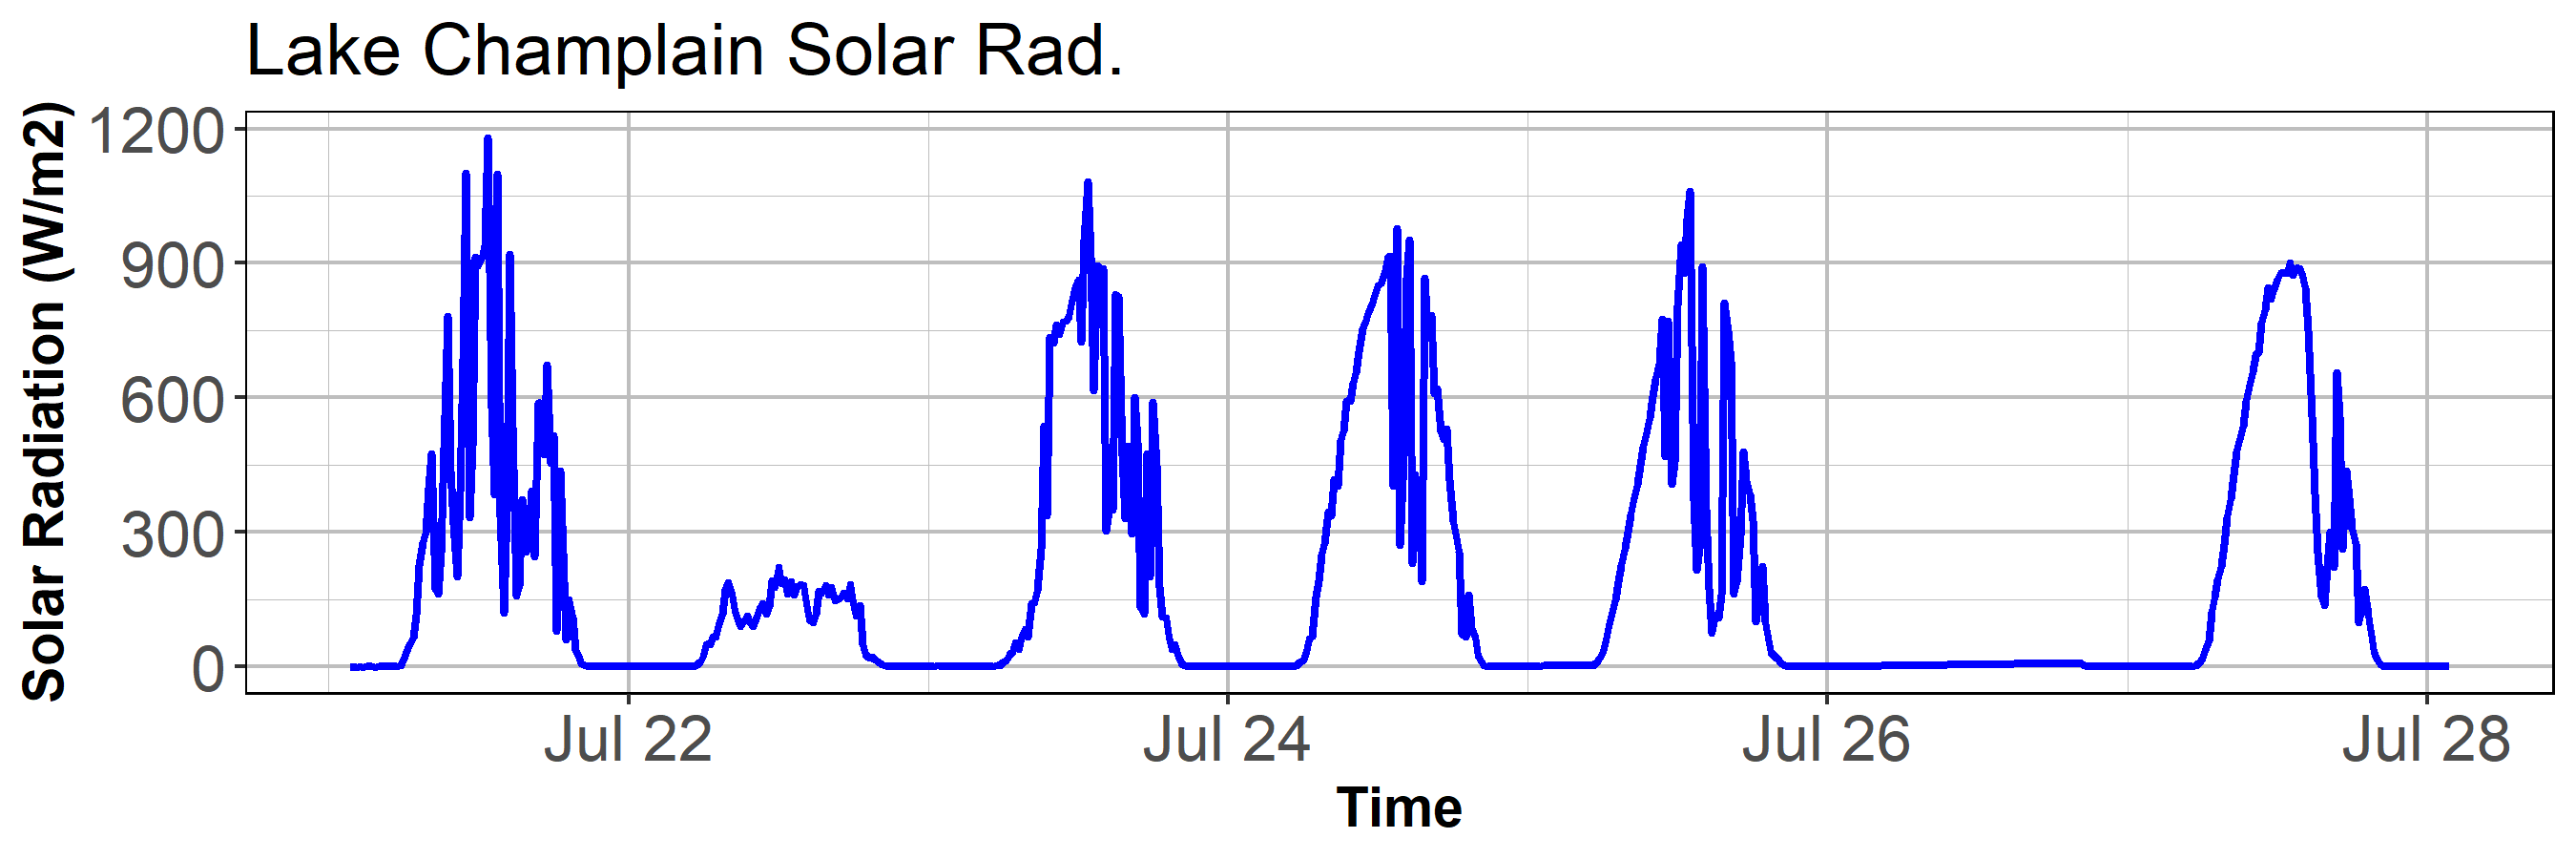 Lake Champlain Solar Rad.
Solar Radiation (W/m2)
1200
900
600
300
0
Jul 22 Jul 24 Jul 26 Jul 28
Time